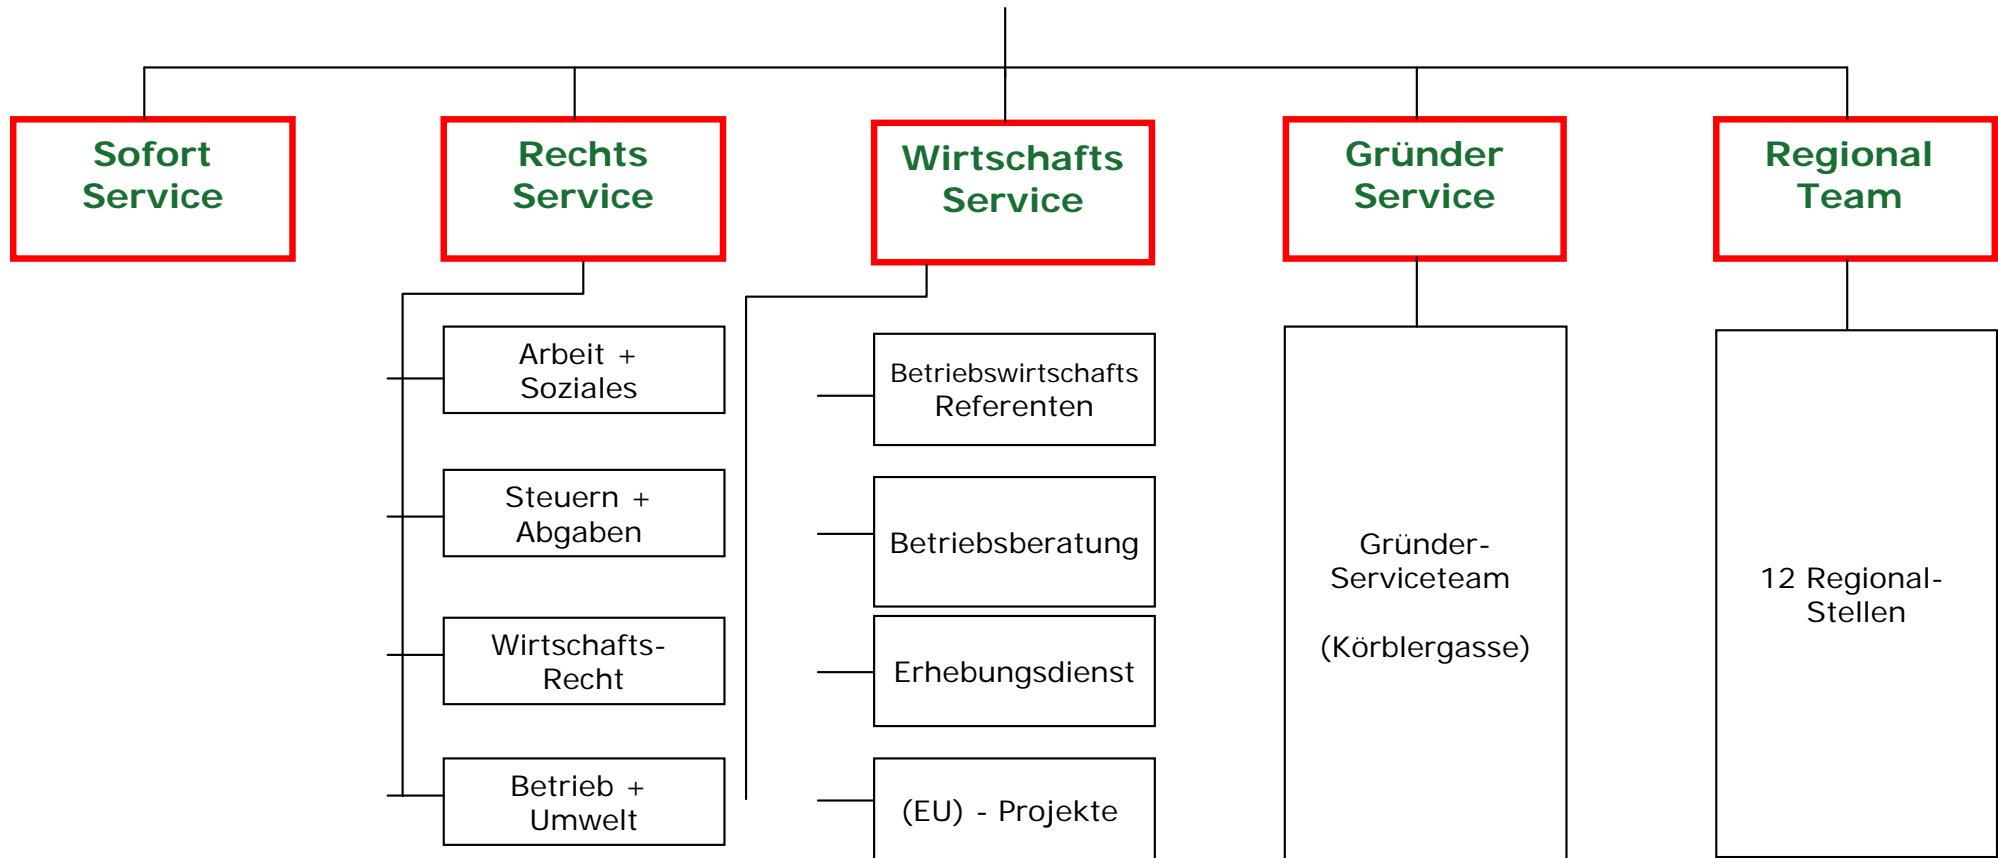 Sofort
Service
Rechts
Service
Wirtschafts
Service
Gründer
Service
Regional
Team
Arbeit +
Soziales
Steuern +
Abgaben
Wirtschafts-
Recht
Betrieb +
Umwelt
Betriebswirtschafts
Referenten
Betriebsberatung
Erhebungsdienst
(EU) - Projekte
Gründer-
Serviceteam
(Körblergasse)
12 Regional-
Stellen